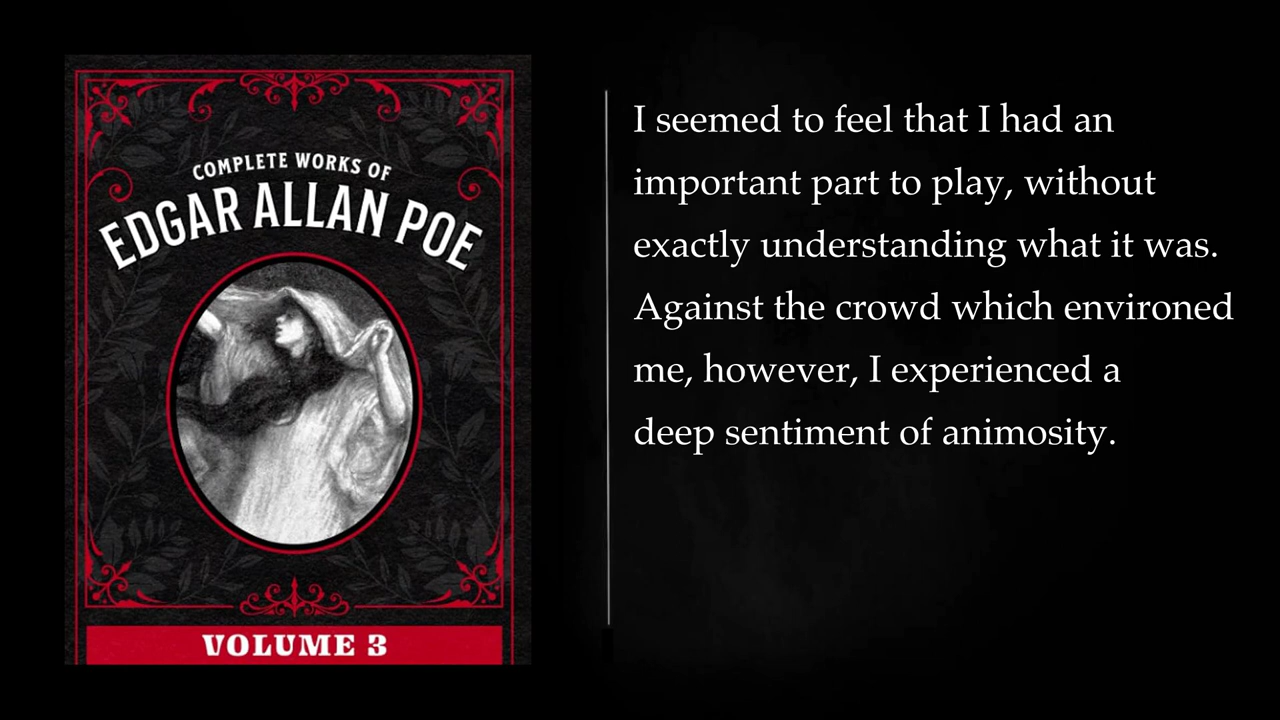 COMPLETE WORKS OF
EDGAR ALLAN POE
VOLUME 3
I seemed to feel that I had an
important part to play, without
exactly understanding what it was.
Against the crowd which environed
me, however, I experienced a
deep sentiment of animosity.